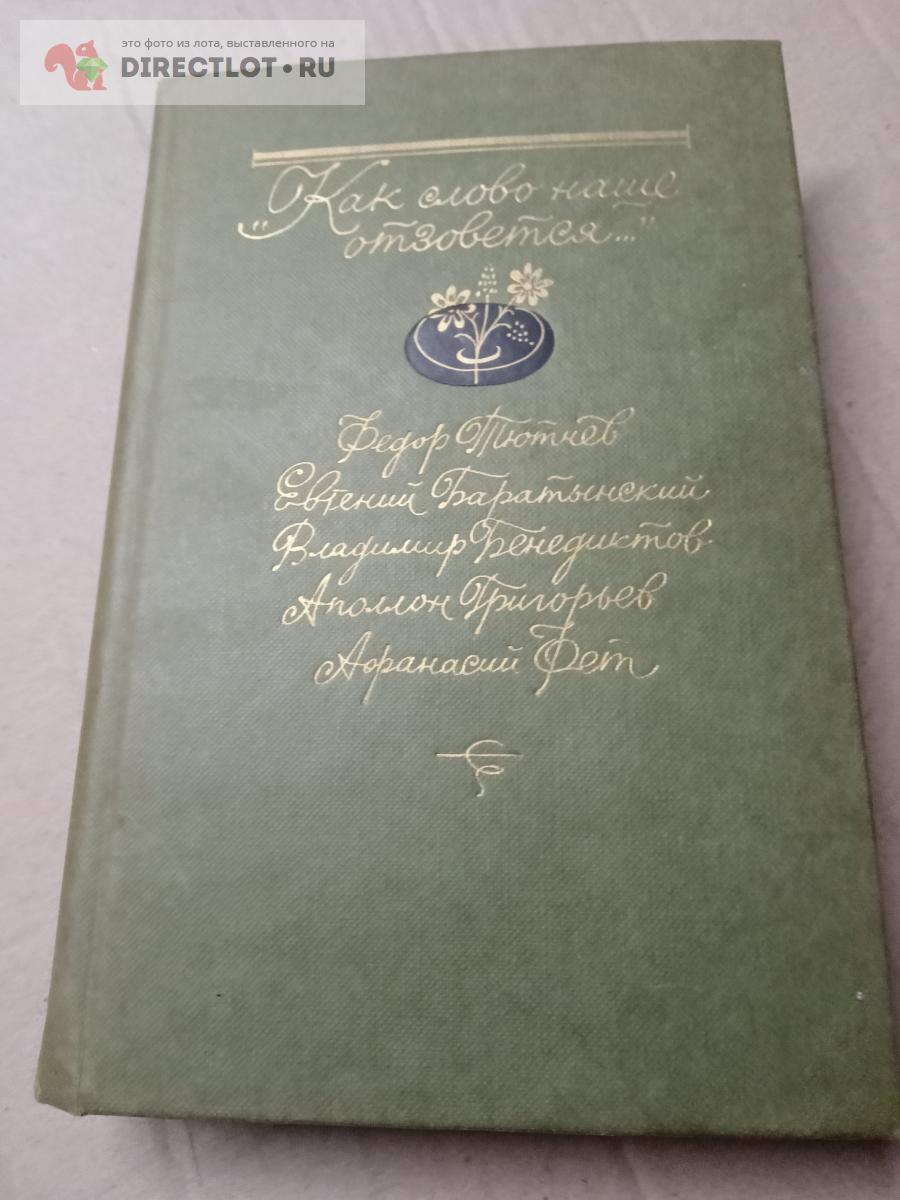 это фото из лота, выставленного на
DIRECTLOT.RU
„Как слово наше
отзовется..."
Федор Тютчев
Евгений Баратынский
Владимир Бенедиктов
Аполлон Григорьев
Афанасий Фет